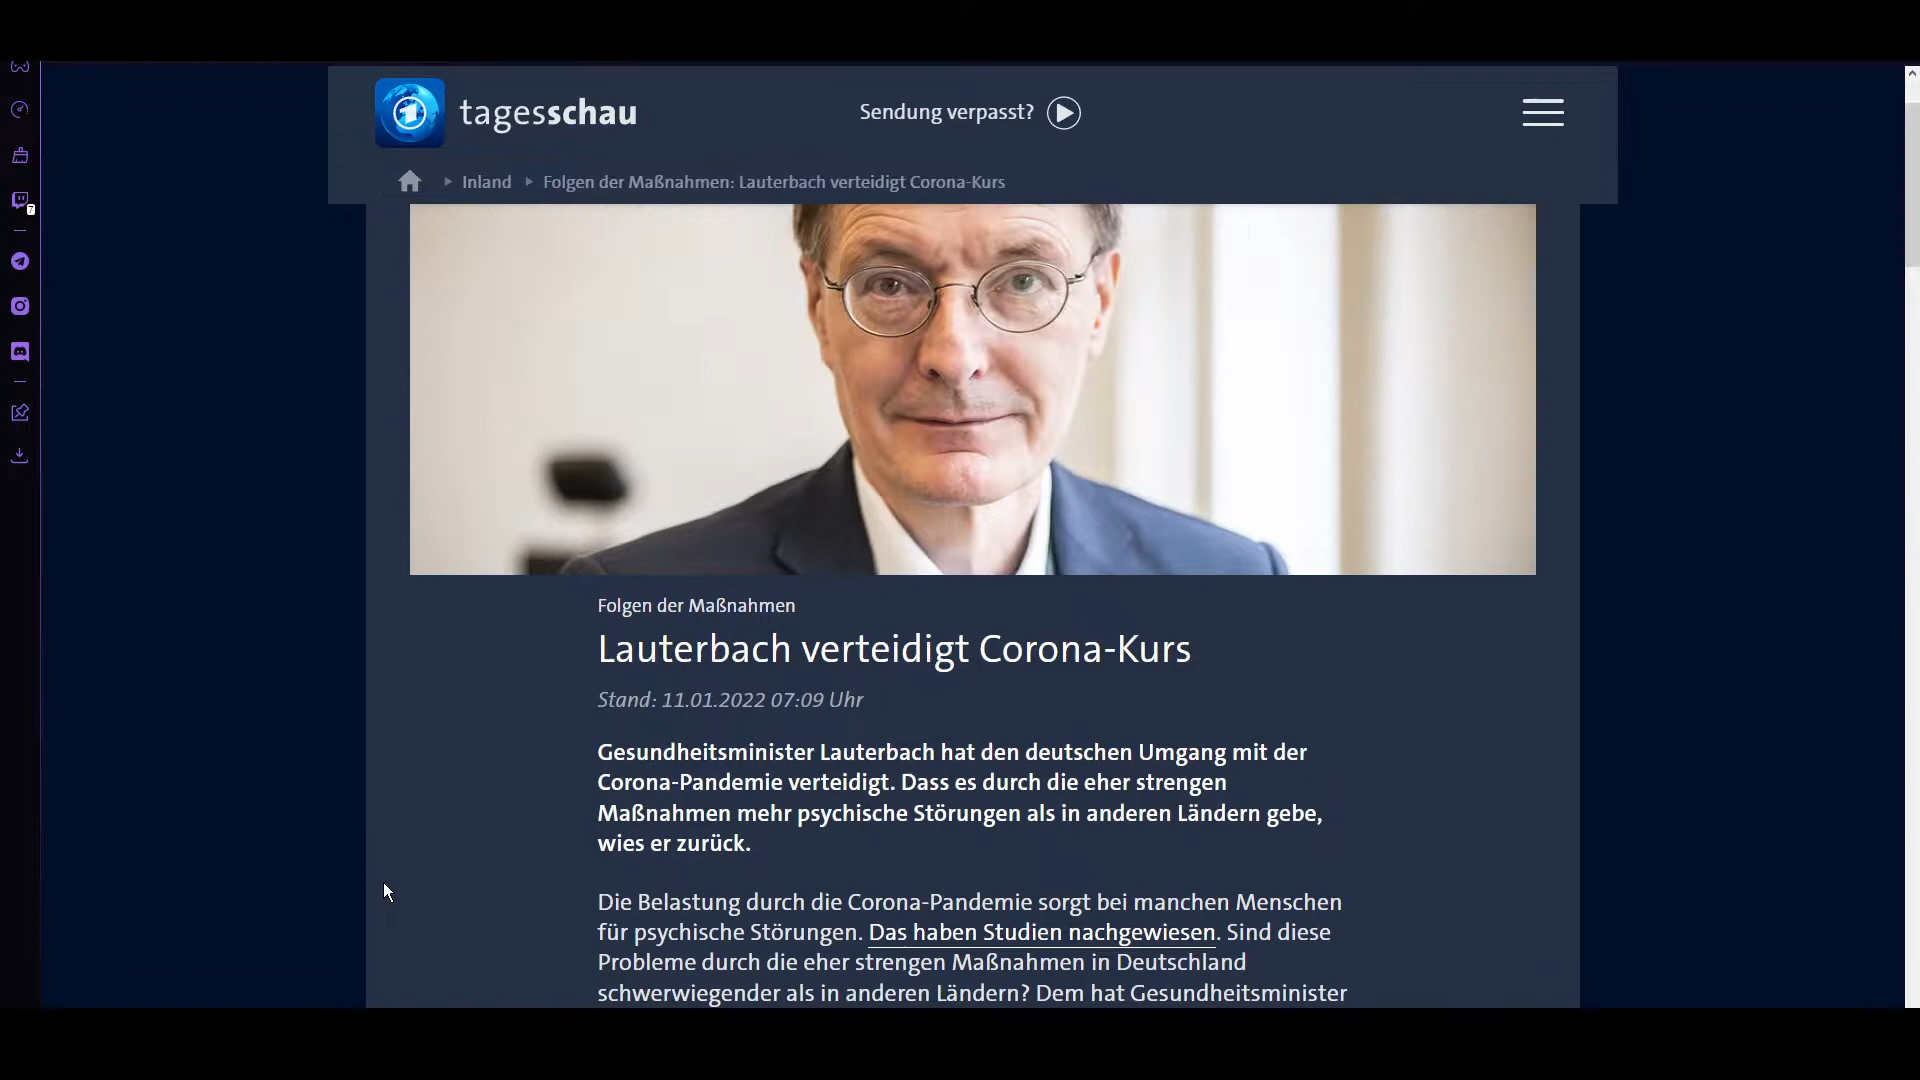 tagesschau
Sendung verpasst?
Inland
Folgen der Maßnahmen: Lauterbach verteidigt Corona-Kurs
7
Folgen der Maßnahmen
Lauterbach verteidigt Corona-Kurs
Stand: 11.01.2022 07:09 Uhr
Gesundheitsminister Lauterbach hat den deutschen Umgang mit der
Corona-Pandemie verteidigt. Dass es durch die eher strengen
Maßnahmen mehr psychische Störungen als in anderen Ländern gebe,
wies er zurück.
Die Belastung durch die Corona-Pandemie sorgt bei manchen Menschen
für psychische Störungen. Das haben Studien nachgewiesen. Sind diese
Probleme durch die eher strengen Maßnahmen in Deutschland
schwerwiegender als in anderen Ländern? Dem hat Gesundheitsminister